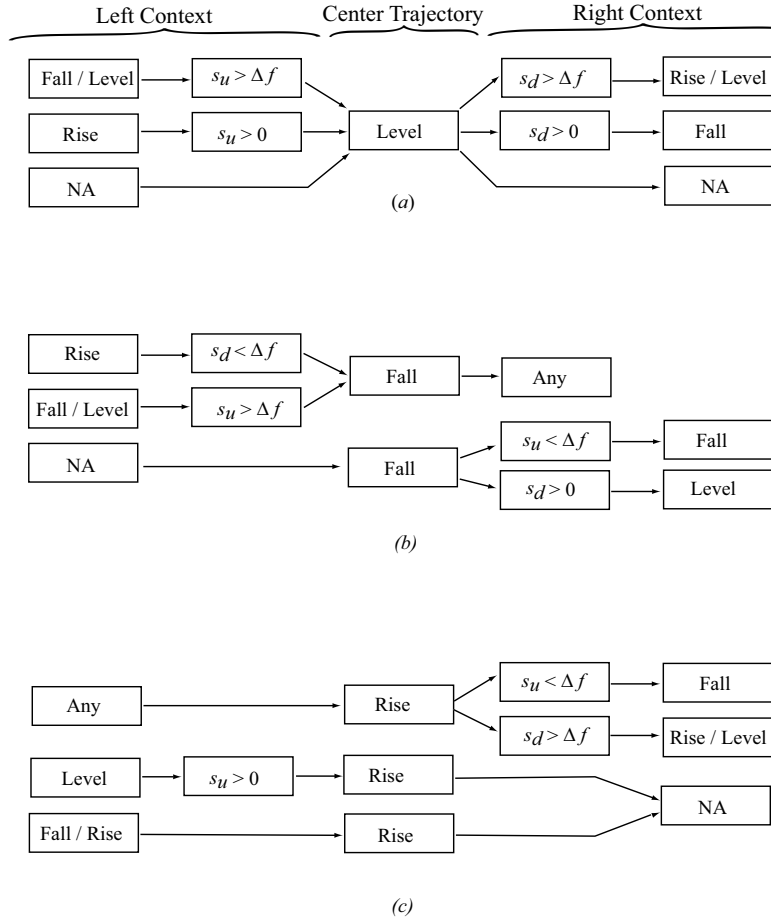 Left Context Center Trajectory Right Context
Fall / Level s_u > Δf s_d > Δf Rise / Level
Rise s_u > 0 Level s_d > 0 Fall
NA NA
(a)
Rise s_d < Δf
Fall Any
Fall / Level s_u > Δf
s_u < Δf Fall
NA Fall
s_d > 0 Level
(b)
s_u < Δf Fall
Any Rise
s_d > Δf Rise / Level
Level s_u > 0 Rise
NA
Fall / Rise Rise
(c)